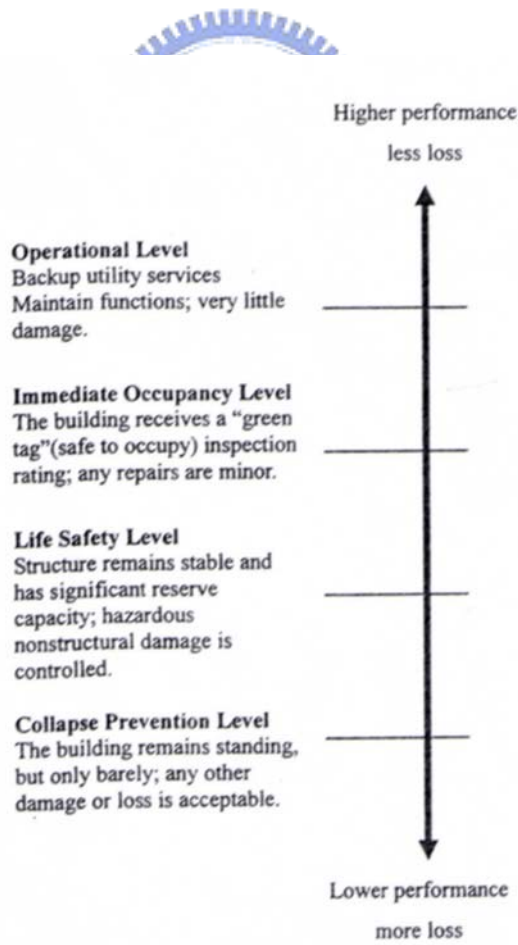 Higher performance
less loss
Operational Level
Backup utility services
Maintain functions; very little
damage.
Immediate Occupancy Level
The building receives a “green
tag”(safe to occupy) inspection
rating; any repairs are minor.
Life Safety Level
Structure remains stable and
has significant reserve
capacity; hazardous
nonstructural damage is
controlled.
Collapse Prevention Level
The building remains standing,
but only barely; any other
damage or loss is acceptable.
Lower performance
more loss